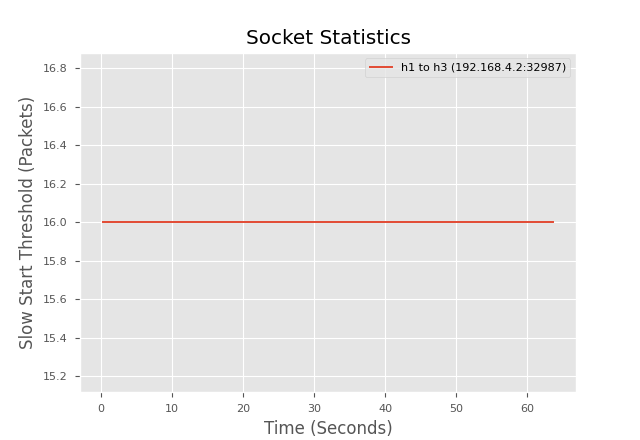 Socket Statistics
h1 to h3 (192.168.4.2:32987)
Slow Start Threshold (Packets)
16.8
16.6
16.4
16.2
16.0
15.8
15.6
15.4
15.2
0 10 20 30 40 50 60
Time (Seconds)